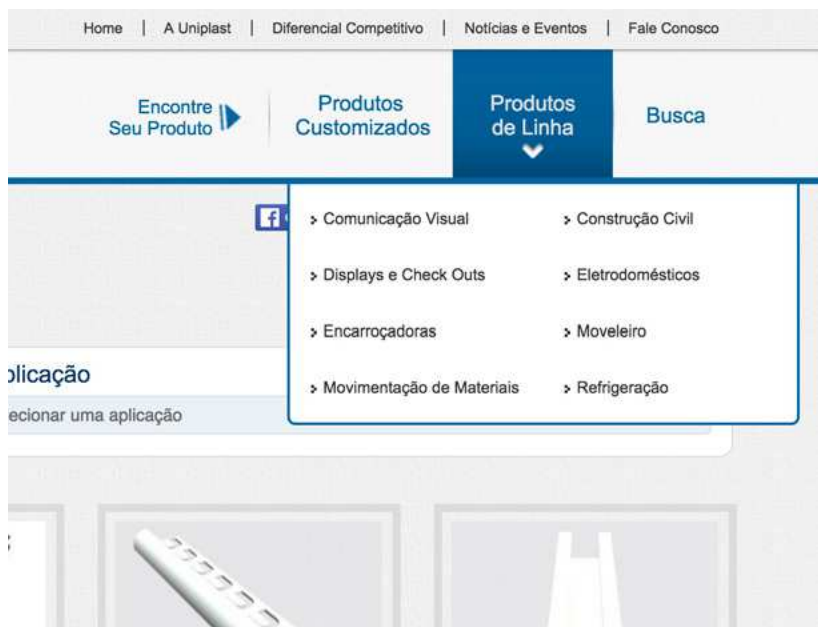 Home | A Uniplast | Diferencial Competitivo | Notícias e Eventos | Fale Conosco
Encontre
Seu Produto
Produtos
Customizados
Produtos
de Linha
Busca
Comunicação Visual
Construção Civil
Displays e Check Outs
Eletrodomésticos
Encarroçadoras
Moveleiro
Movimentação de Materiais
Refrigeração
plicação
ecionar uma aplicação